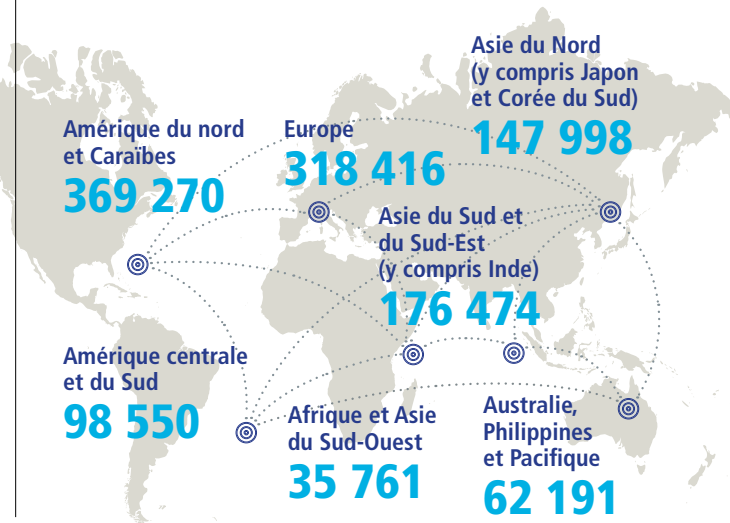 Asie du Nord
(y compris Japon
et Corée du Sud)
147 998
Amérique du nord
et Caraïbes
369 270
Europe
318 416
Asie du Sud et
du Sud-Est
(y compris Inde)
176 474
Amérique centrale
et du Sud
98 550
Afrique et Asie
du Sud-Ouest
35 761
Australie,
Philippines
et Pacifique
62 191